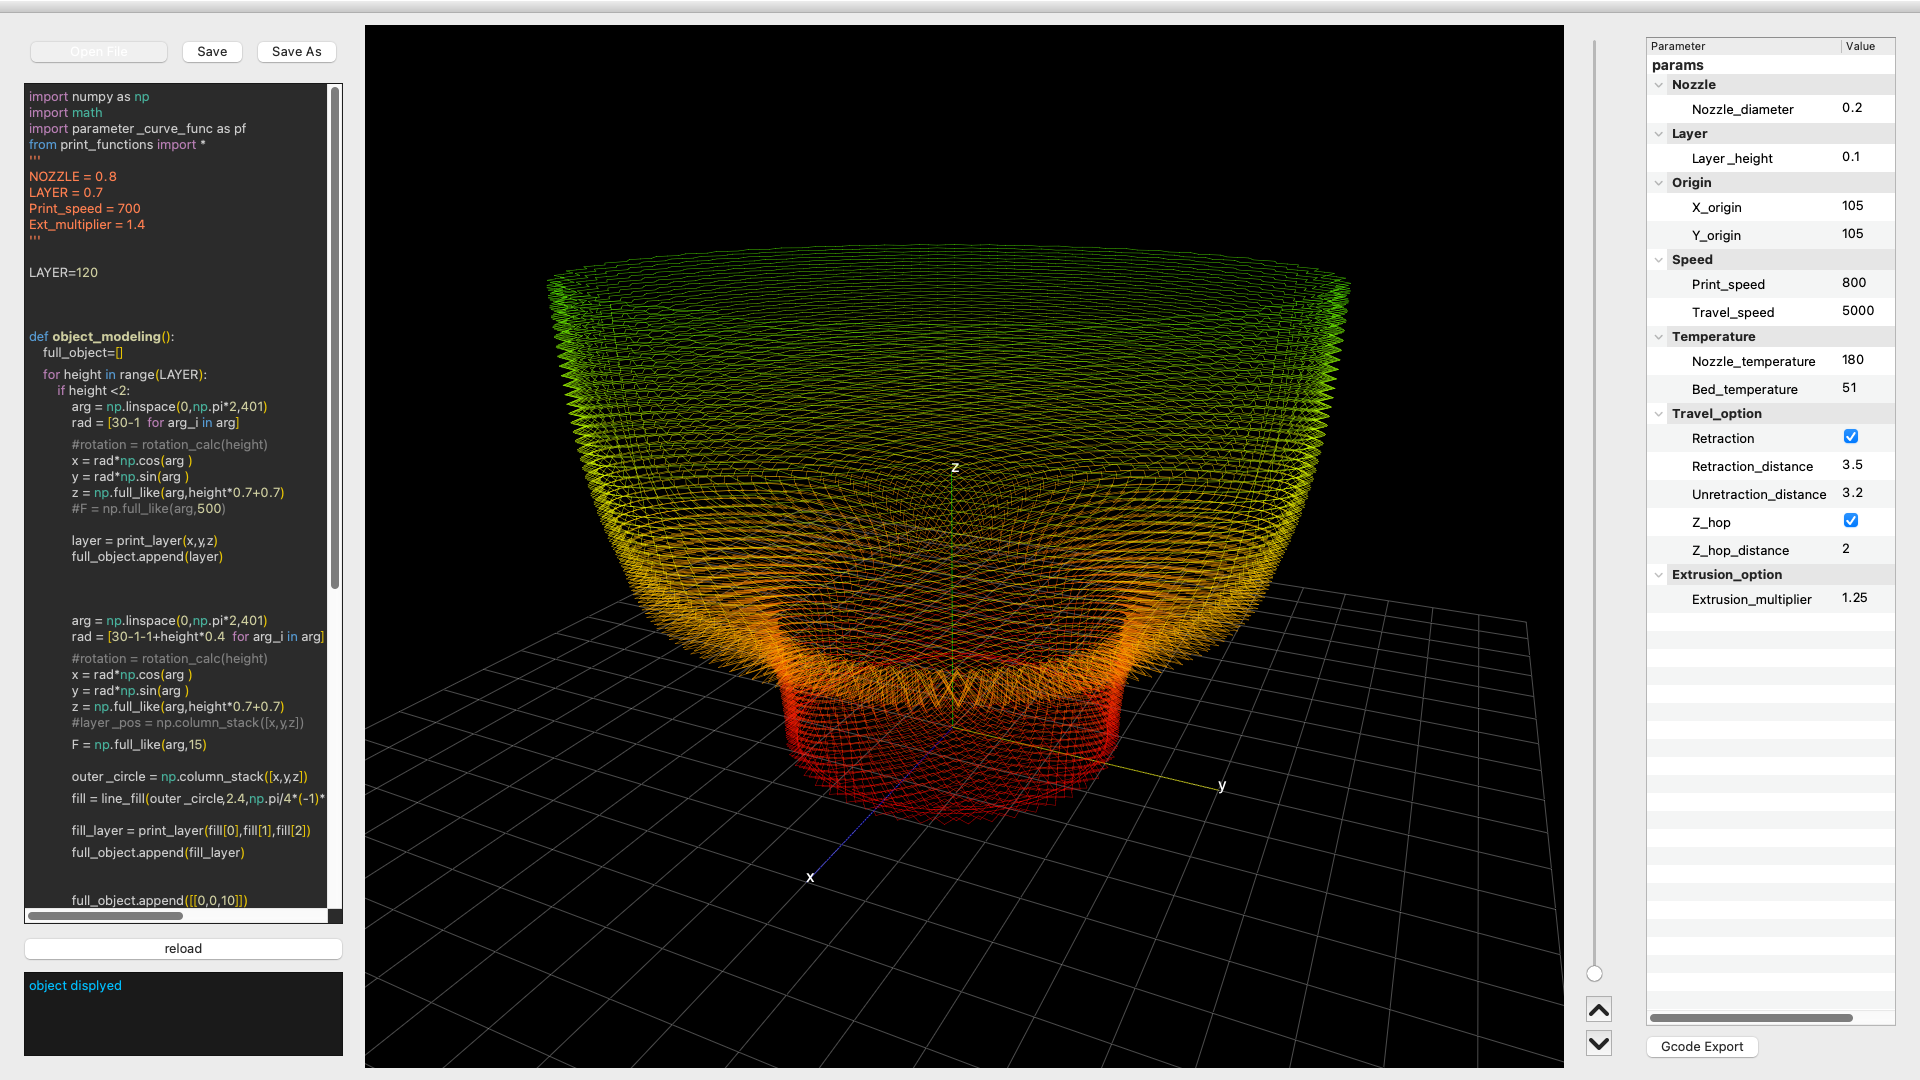 Open File
Save
Save As
import numpy as np
import math
import parameter_curve_func as pf
from print_functions import *
'''
NOZZLE = 0.8
LAYER = 0.7
Print_speed = 700
Ext_multiplier = 1.4
'''
LAYER=120
def object_modeling():
full_object=[]
for height in range(LAYER):
if height <2:
arg = np.linspace(0,np.pi*2,401)
rad = [30-1  for arg_i in arg]
#rotation = rotation_calc(height)
x = rad*np.cos(arg )
y = rad*np.sin(arg )
z = np.full_like(arg,height*0.7+0.7)
#F = np.full_like(arg,500)
layer = print_layer(x,y,z)
full_object.append(layer)
arg = np.linspace(0,np.pi*2,401)
rad = [30-1-1+height*0.4  for arg_i in arg]
#rotation = rotation_calc(height)
x = rad*np.cos(arg )
y = rad*np.sin(arg )
z = np.full_like(arg,height*0.7+0.7)
#layer_pos = np.column_stack([x,y,z])
F = np.full_like(arg,15)
outer_circle = np.column_stack([x,y,z])
fill = line_fill(outer_circle,2.4,np.pi/4*(-1)*
fill_layer = print_layer(fill[0],fill[1],fill[2])
full_object.append(fill_layer)
full_object.append([[0,0,10]])
reload
object displyed
z
y
x
Parameter Value
params
Nozzle
Nozzle_diameter 0.2
Layer
Layer_height 0.1
Origin
X_origin 105
Y_origin 105
Speed
Print_speed 800
Travel_speed 5000
Temperature
Nozzle_temperature 180
Bed_temperature 51
Travel_option
Retraction
Retraction_distance 3.5
Unretraction_distance 3.2
Z_hop
Z_hop_distance 2
Extrusion_option
Extrusion_multiplier 1.25
Gcode Export